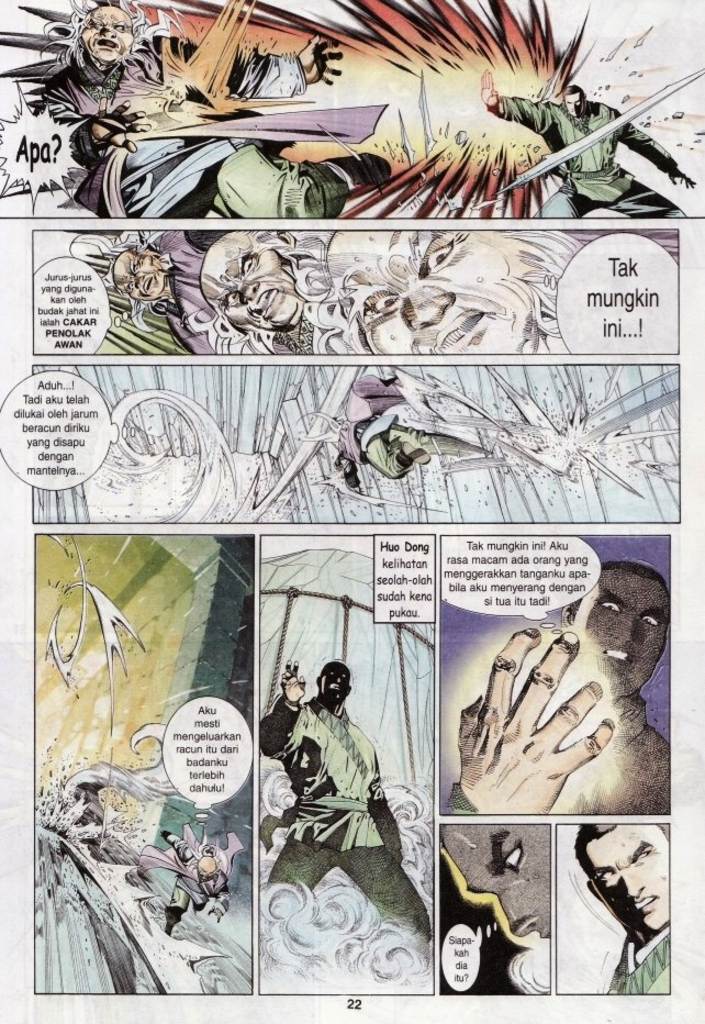 Apa?
Jurus-jurus
yang diguna-
kan oleh
budak jahat ini
ialah CAKAR
PENOLAK
AWAN
Tak
mungkin
ini...!
Aduh...!
Tadi aku telah
dilukai oleh jarum
beracun diriku
yang disapu
dengan
mantelnya...
Aku
mesti
mengeluarkan
racun itu dari
badanku
terlebih
dahulu!
Huo Dong
kelihatan
seolah-olah
sudah kena
pukau.
Tak mungkin ini! Aku
rasa macam ada orang yang
menggerakkan tanganku apa-
bila aku menyerang dengan
si tua itu tadi!
Siapa-
kah
dia
itu?
22